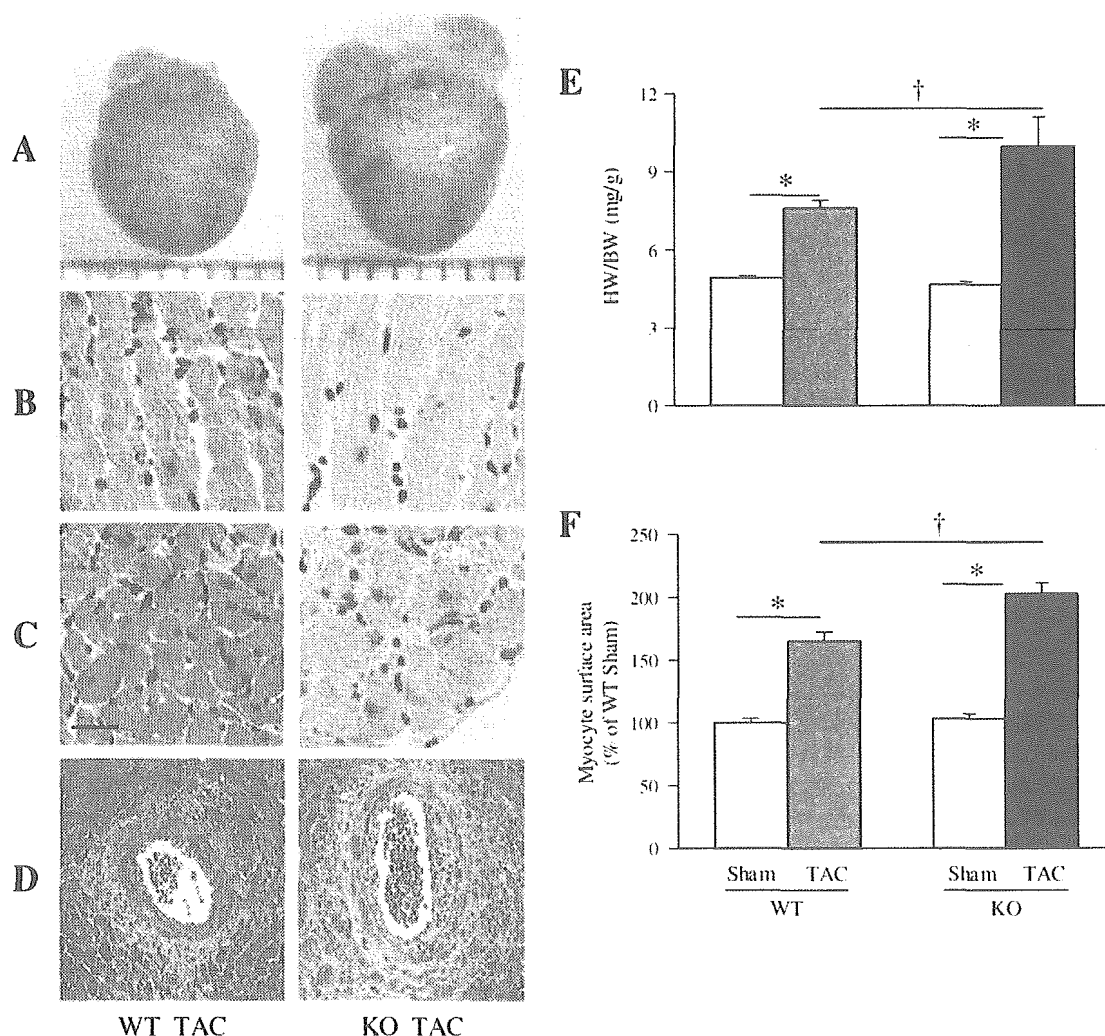 A
B
C
D
WT TAC
KO TAC
E
HW/BW (mg/g)
12
9
6
3
0
*
*
†
F
Myocyte surface area
(% of WT Sham)
250
200
150
100
50
0
*
*
†
Sham TAC Sham TAC
WT KO